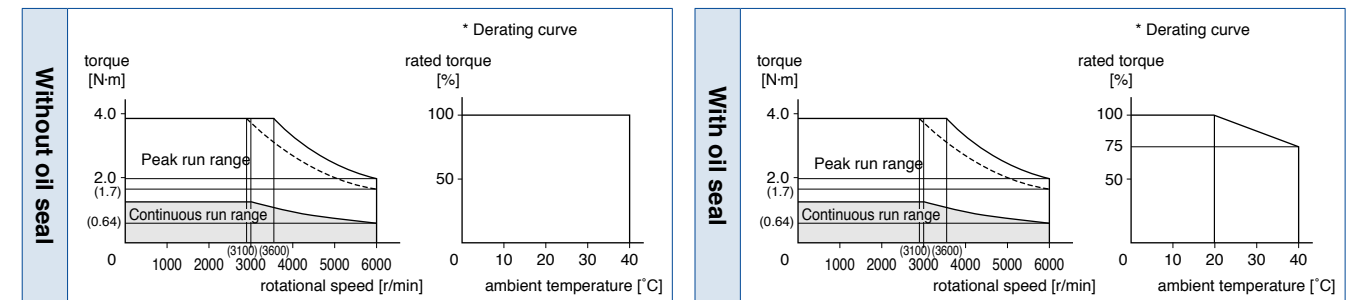 Without oil seal
* Derating curve
torque
[N·m]
rated torque
[%]
4.0
2.0
(1.7)
(0.64)
Peak run range
Continuous run range
0
(3100)
(3600)
1000
2000
3000
4000
5000
6000
rotational speed [r/min]
100
50
0
10
20
30
40
ambient temperature [˚C]
With oil seal
* Derating curve
torque
[N·m]
rated torque
[%]
4.0
2.0
(1.7)
(0.64)
Peak run range
Continuous run range
0
(3100)
(3600)
1000
2000
3000
4000
5000
6000
rotational speed [r/min]
100
75
50
0
10
20
30
40
ambient temperature [˚C]